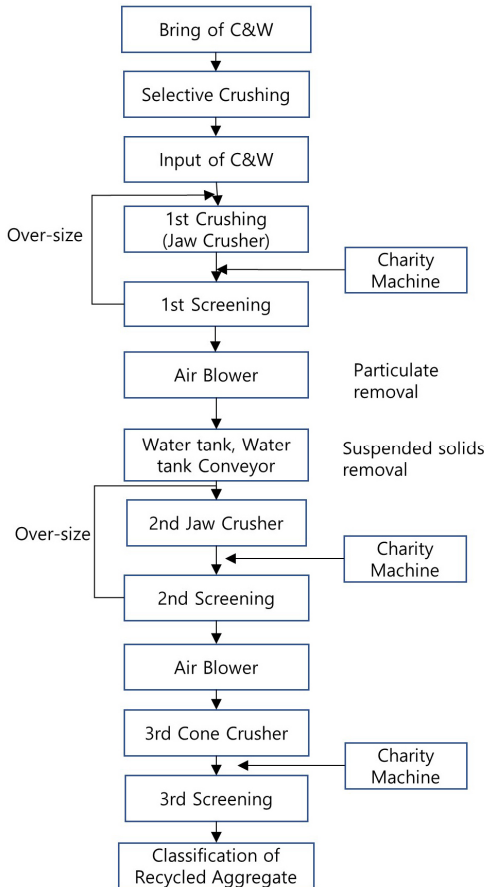 Bring of C&W
Selective Crushing
Input of C&W
Over-size
1st Crushing
(Jaw Crusher)
Charity
Machine
1st Screening
Air Blower
Particulate
removal
Water tank, Water
tank Conveyor
Suspended solids
removal
2nd Jaw Crusher
Over-size
Charity
Machine
2nd Screening
Air Blower
3rd Cone Crusher
Charity
Machine
3rd Screening
Classification of
Recycled Aggregate